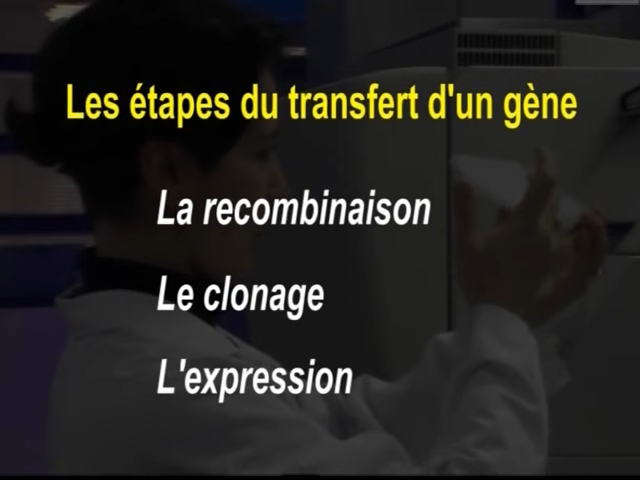 Les étapes du transfert d'un gène
La recombinaison
Le clonage
L'expression